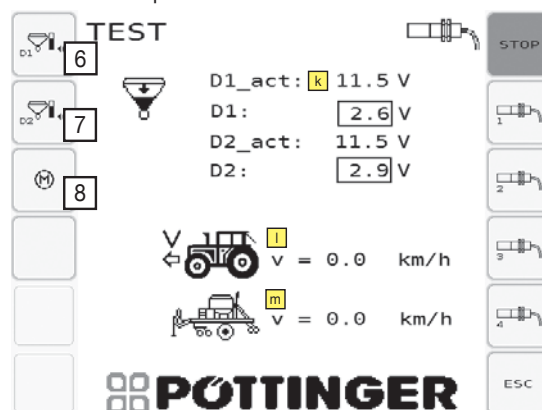 TEST
STOP
D1
6
D1_act: k 11.5 V
D1: 2.6 V
1
D2
7
D2_act: 11.5 V
D2: 2.9 V
M
8
2
V
l
v = 0.0 km/h
3
m
v = 0.0 km/h
4
PÖTTINGER
ESC